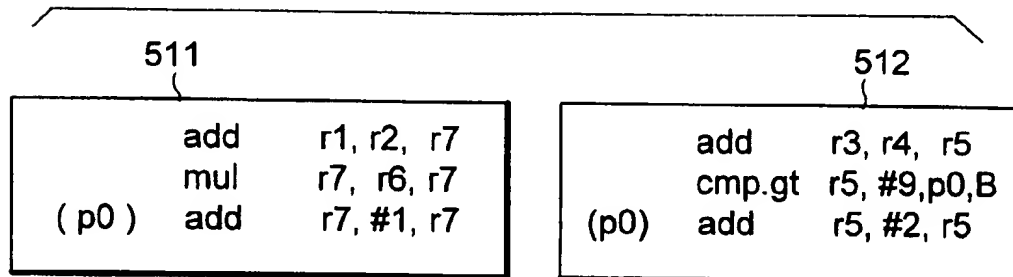 511
add r1, r2, r7
mul r7, r6, r7
( p0 ) add r7, #1, r7
512
add r3, r4, r5
cmp.gt r5, #9,p0,B
(p0) add r5, #2, r5